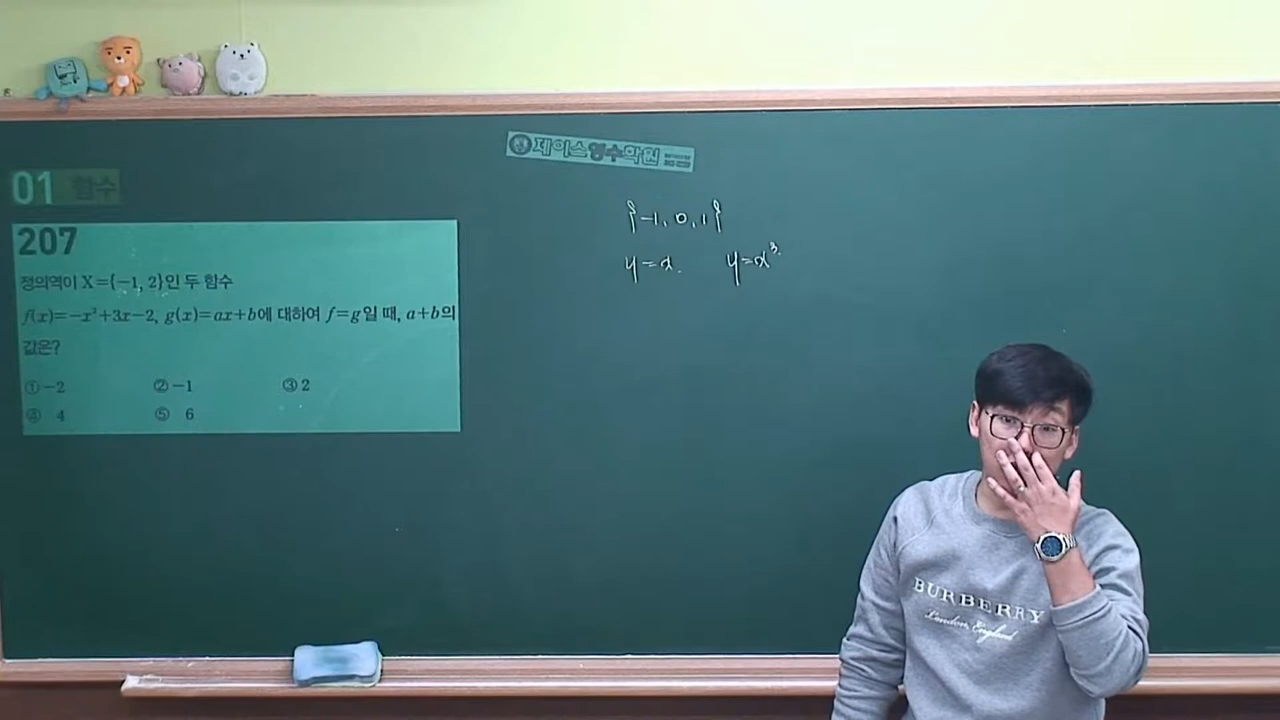 제이스영수학원
01 함수
207
정의역이 X={−1, 2}인 두 함수
f(x)=−x²+3x−2, g(x)=ax+b에 대하여 f=g일 때, a+b의
값은?
① −2 ② −1 ③ 2
④ 4 ⑤ 6
{−1, 0, 1}
y=x. y=x³
BURBERRY
London, England